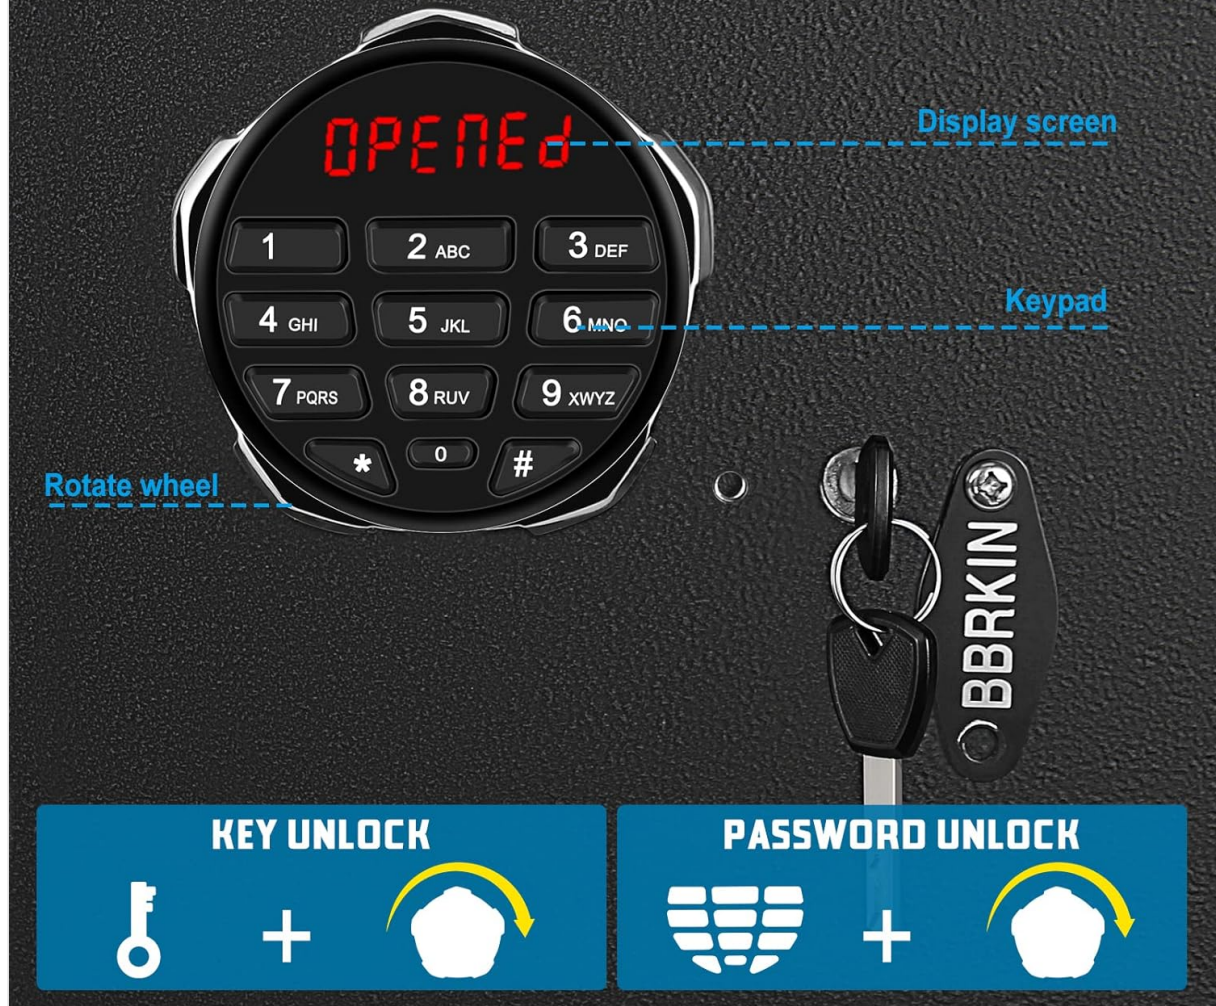 OPENEd
Display screen
1
2 ABC
3 DEF
4 GHI
5 JKL
6 MNO
Keypad
7 PQRS
8 RUV
9 XWYZ
*
0
#
Rotate wheel
BBRKIN
KEY UNLOCK
+
PASSWORD UNLOCK
+